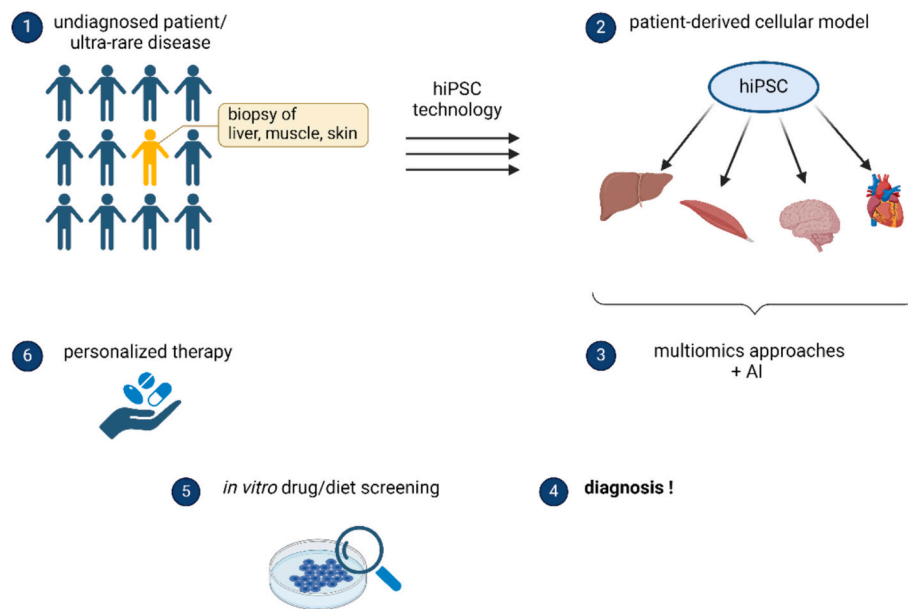 1
undiagnosed patient/
ultra-rare disease
biopsy of
liver, muscle, skin
hiPSC
technology
2
patient-derived cellular model
hiPSC
3
multiomics approaches
+ AI
4
diagnosis !
5
in vitro drug/diet screening
6
personalized therapy